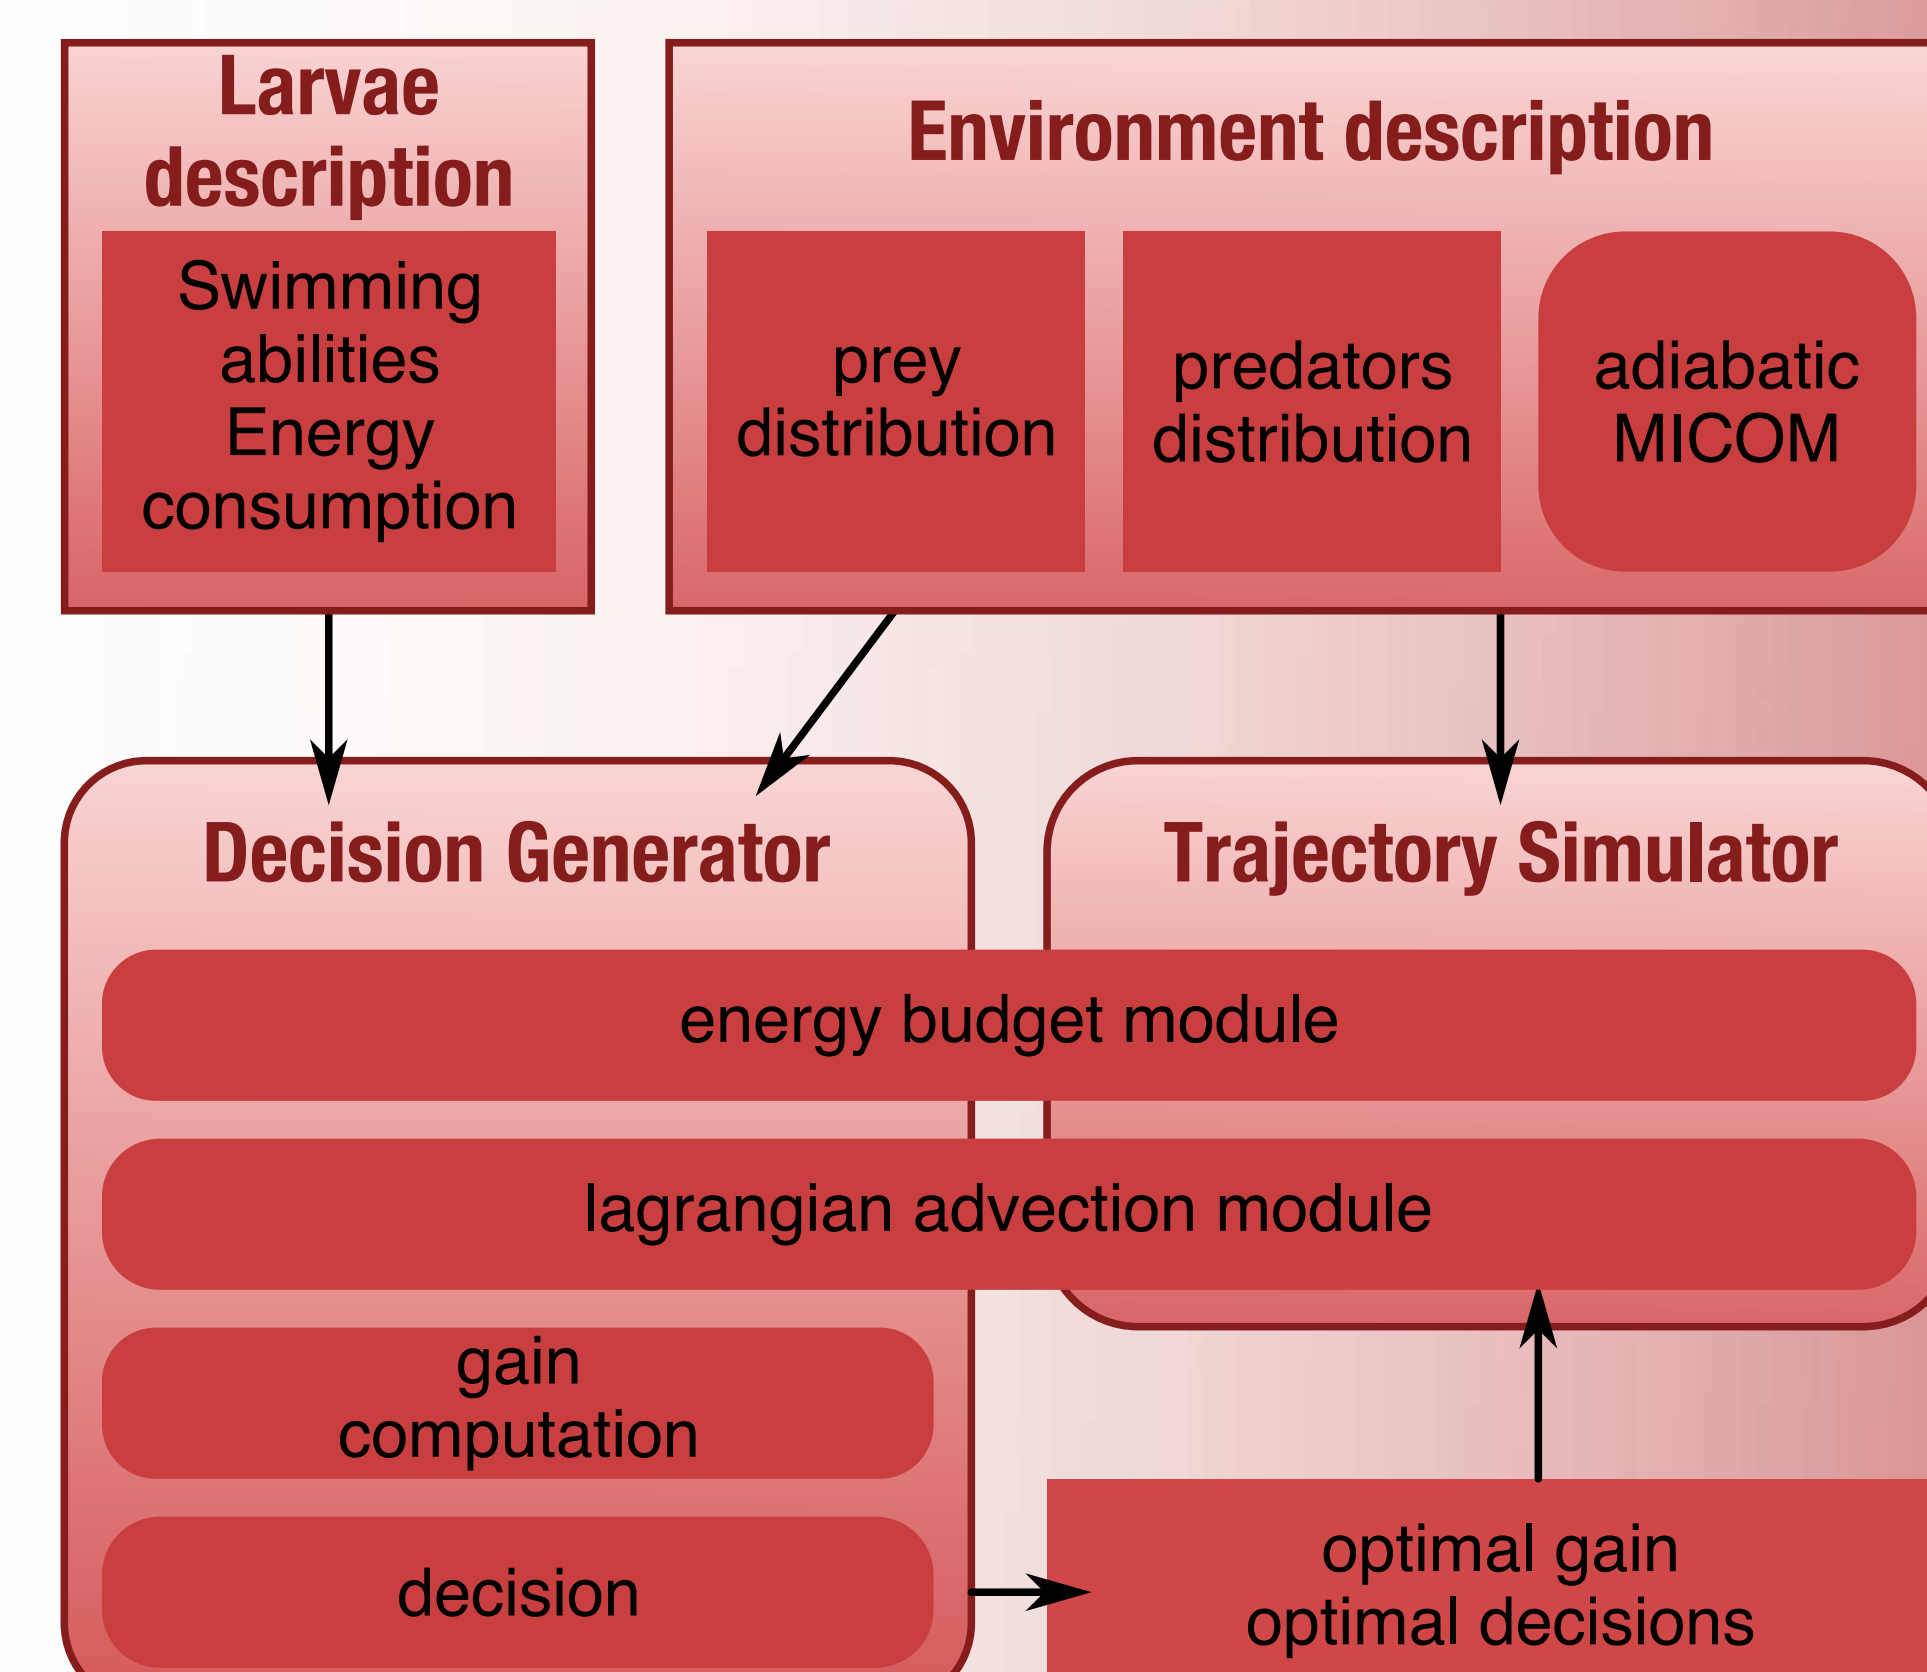 Larvae
description
Swimming
abilities
Energy
consumption
Environment description
prey
distribution
predators
distribution
adiabatic
MICOM
Decision Generator
Trajectory Simulator
energy budget module
lagrangian advection module
gain
computation
decision
optimal gain
optimal decisions